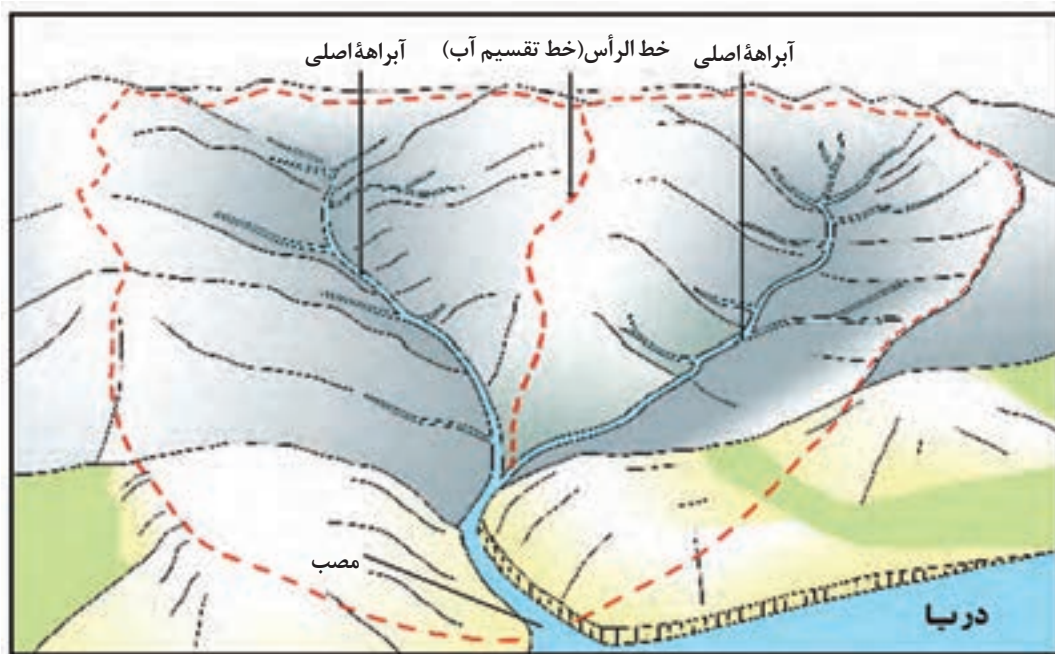 آبراههٔ اصلی
خط الرأس (خط تقسیم آب)
آبراههٔ اصلی
مصب
دریا